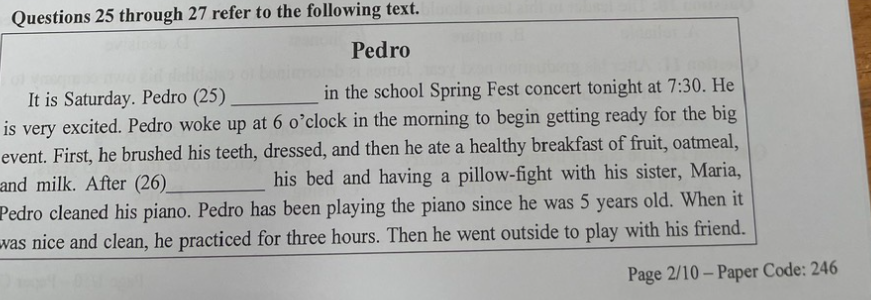 Questions 25 through 27 refer to the following text.
Pedro
It is Saturday. Pedro (25) __________ in the school Spring Fest concert tonight at 7:30. He
is very excited. Pedro woke up at 6 o’clock in the morning to begin getting ready for the big
event. First, he brushed his teeth, dressed, and then he ate a healthy breakfast of fruit, oatmeal,
and milk. After (26)___________ his bed and having a pillow-fight with his sister, Maria,
Pedro cleaned his piano. Pedro has been playing the piano since he was 5 years old. When it
was nice and clean, he practiced for three hours. Then he went outside to play with his friend.
Page 2/10 – Paper Code: 246